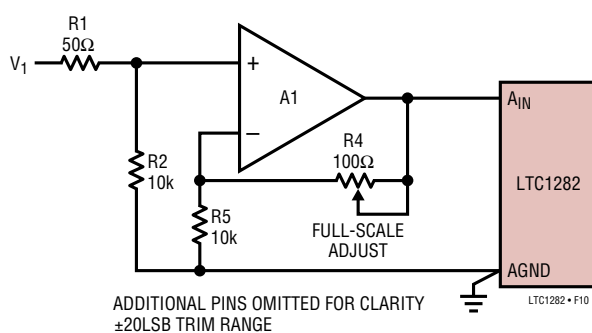 R1
50Ω
V1
+
A1
–
AIN
R4
100Ω
R2
10k
LTC1282
R5
10k
FULL-SCALE
ADJUST
AGND
LTC1282 • F10
ADDITIONAL PINS OMITTED FOR CLARITY
±20LSB TRIM RANGE